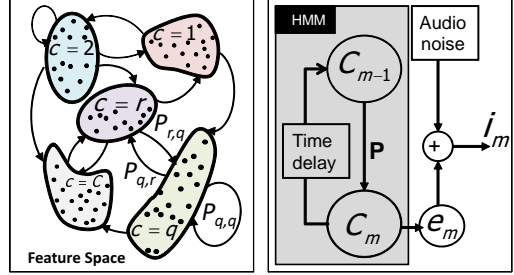 c = 2
c = 1
c = r
P_{r,q}
P_{q,r}
c = C
c = q
P_{q,q}
Feature Space
HMM
C_{m-1}
Audio
noise
Time
delay
P
+
i_m
C_m
e_m